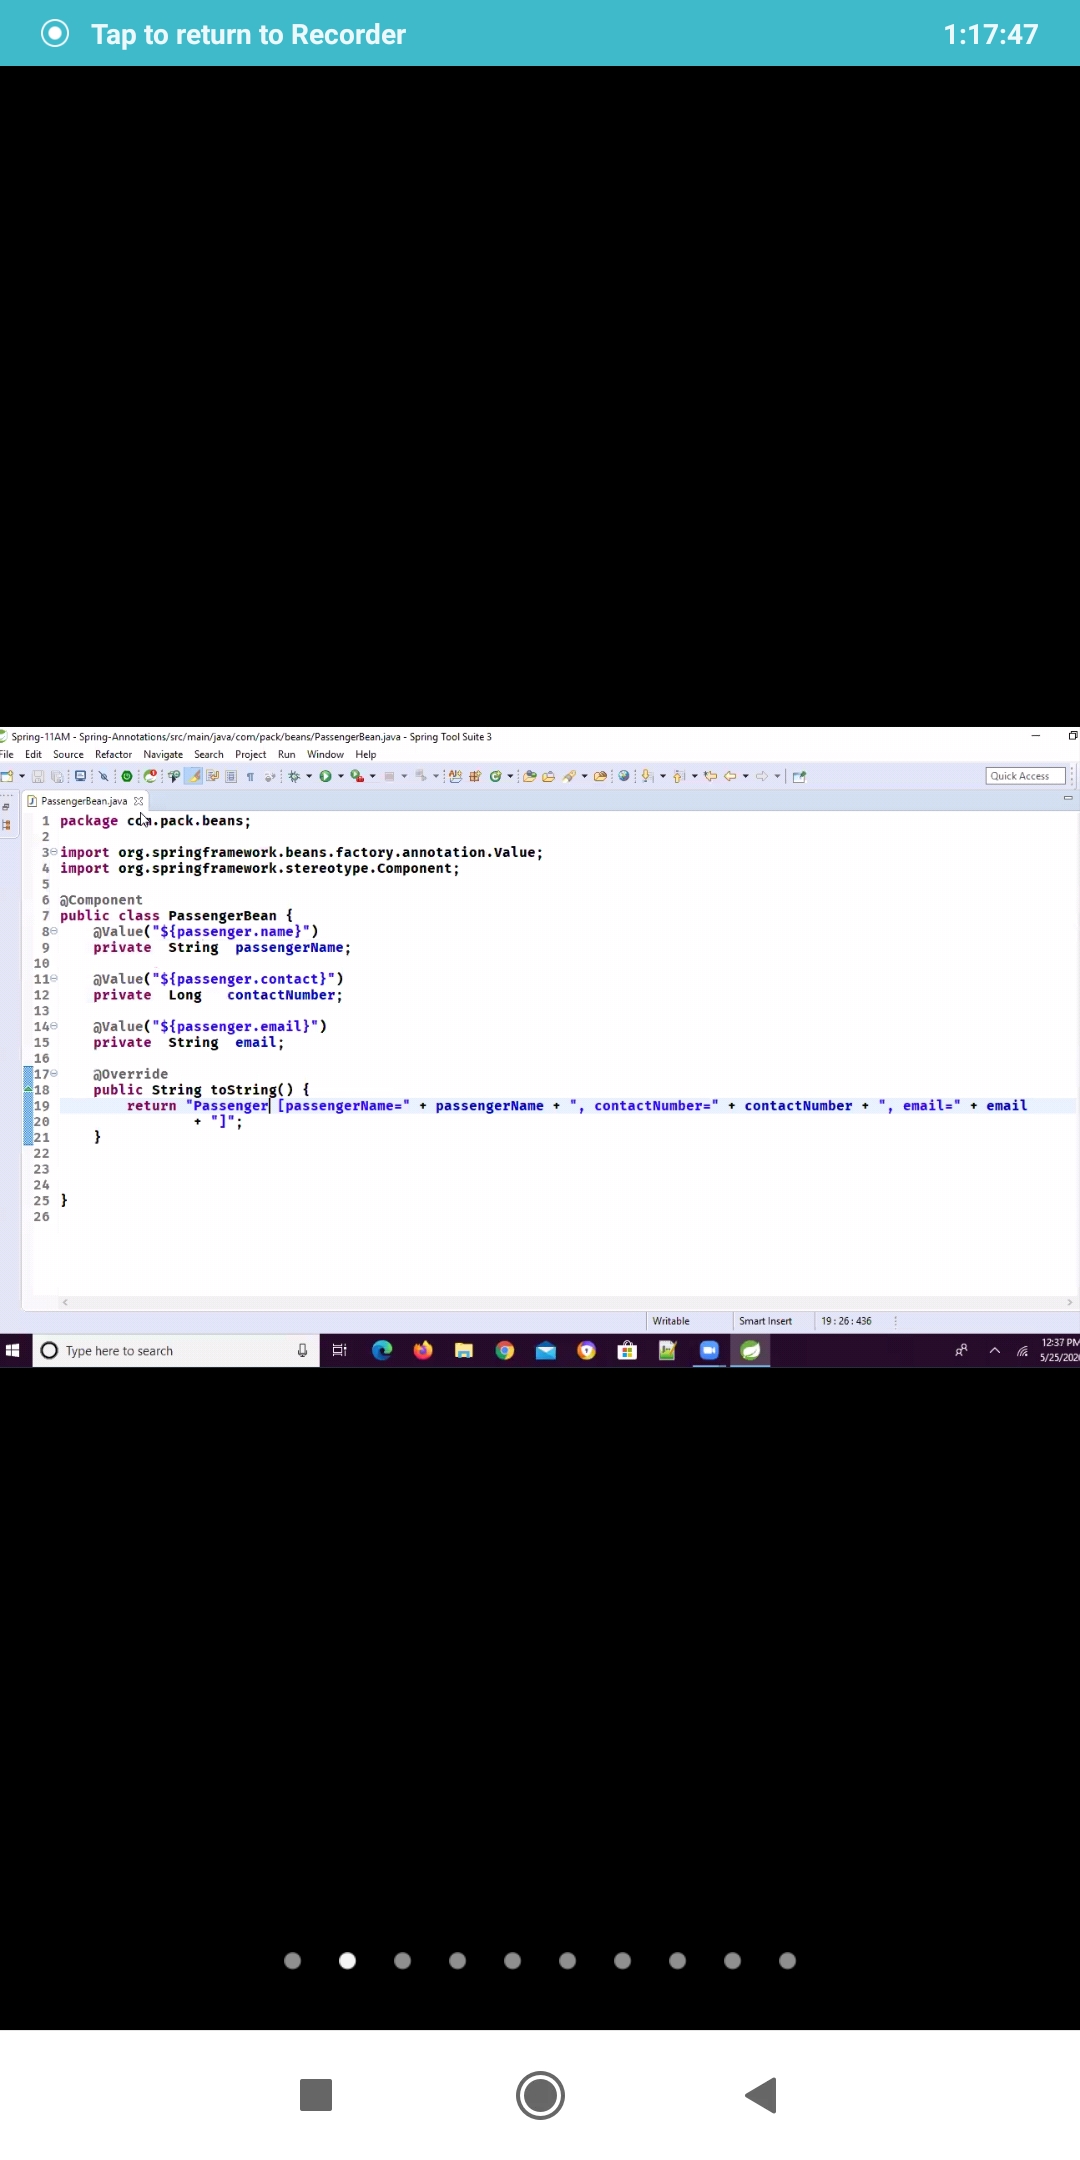 Tap to return to Recorder 1:17:47
Spring-11AM - Spring-Annotations/src/main/java/com/pack/beans/PassengerBean.java - Spring Tool Suite 3
File Edit Source Refactor Navigate Search Project Run Window Help
Quick Access
PassengerBean.java
1 package com.pack.beans;
2
3 import org.springframework.beans.factory.annotation.Value;
4 import org.springframework.stereotype.Component;
5
6 @Component
7 public class PassengerBean {
8 @Value("${passenger.name}")
9 private String passengerName;
10
11 @Value("${passenger.contact}")
12 private Long contactNumber;
13
14 @Value("${passenger.email}")
15 private String email;
16
17 @Override
18 public String toString() {
19 return "Passenger [passengerName=" + passengerName + ", contactNumber=" + contactNumber + ", email=" + email
20 + "]";
21 }
22
23
24
25 }
26
Writable Smart Insert 19 : 26 : 436
Type here to search
12:37 PM
5/25/202